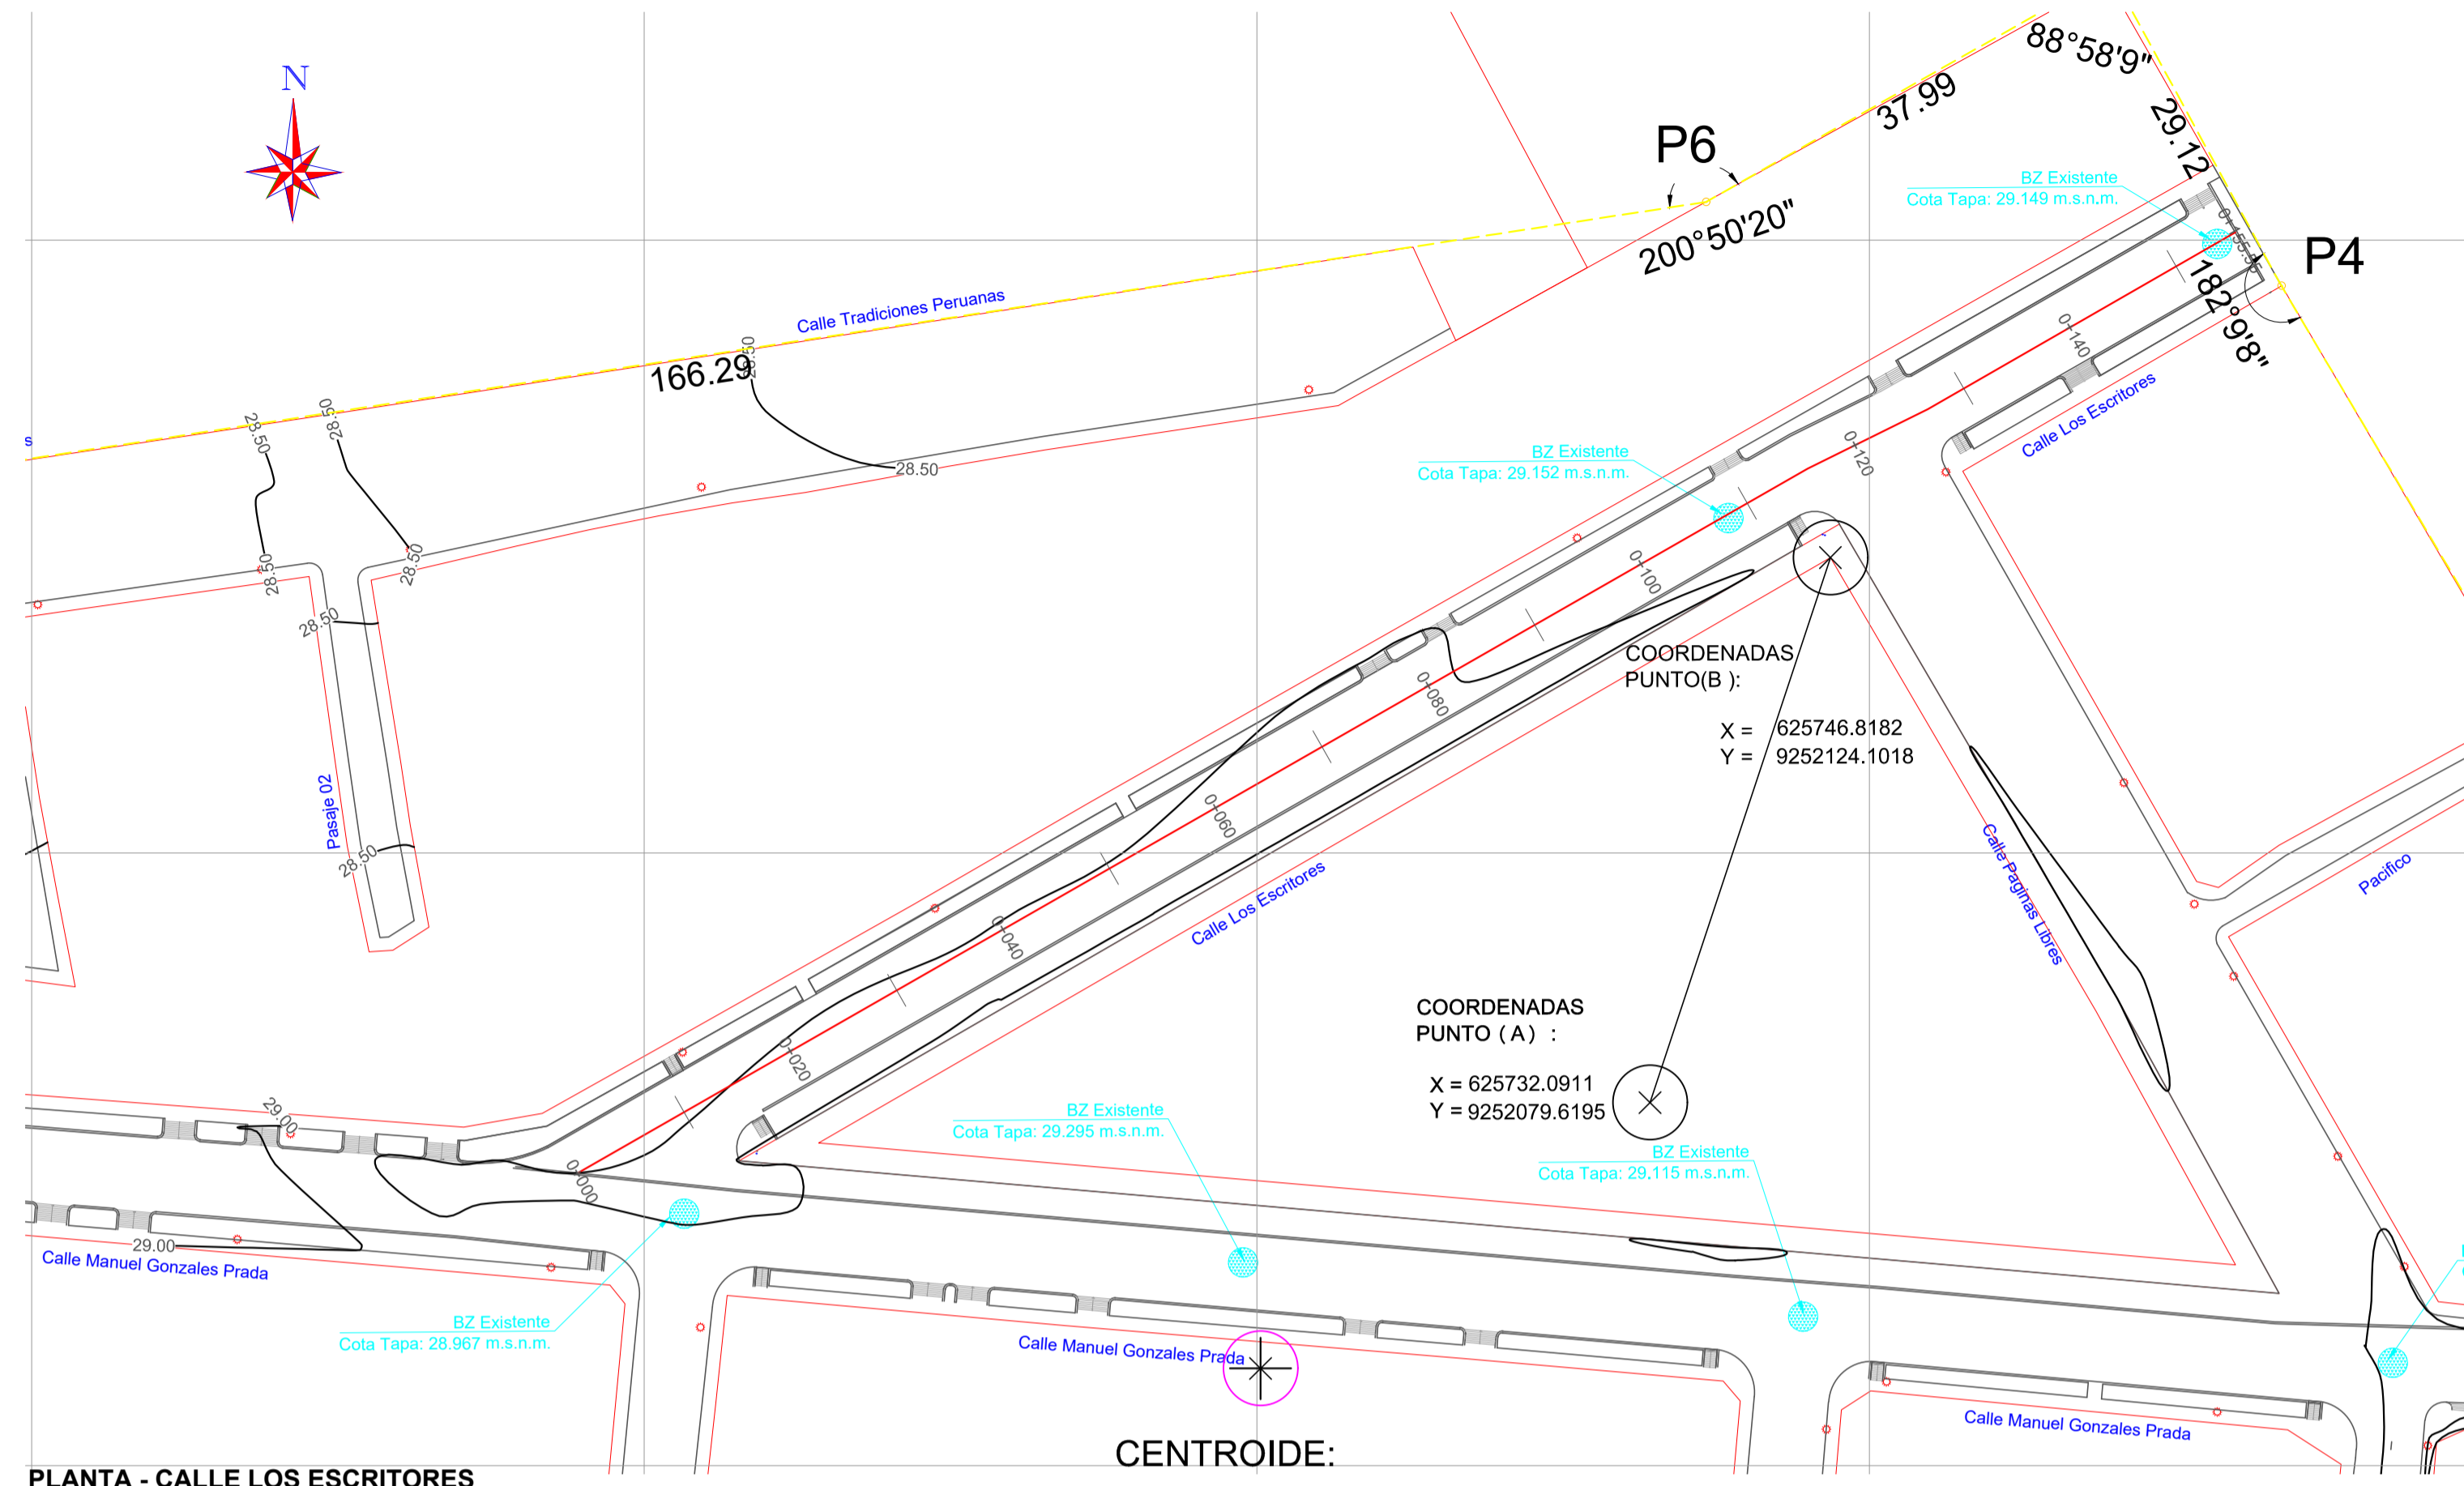 N
88°58'9"
37.99
29.12
P6
200°50'20"
BZ Existente
Cota Tapa: 29.149 m.s.n.m.
0+155.55
P4
182°9'8"
Calle Tradiciones Peruanas
166.29
28.50
28.50
28.50
s
28.50
28.50
28.50
28.50
28.50
Pasaje 02
0+140
Calle Los Escritores
BZ Existente
Cota Tapa: 29.152 m.s.n.m.
0+120
0+100
0+080
0+060
0+040
0+020
0+000
COORDENADAS
PUNTO(B ):
X = 625746.8182
Y = 9252124.1018
Calle Los Escritores
Calle Paginas Libres
Pacifico
COORDENADAS
PUNTO ( A ) :
X = 625732.0911
Y = 9252079.6195
BZ Existente
Cota Tapa: 29.295 m.s.n.m.
BZ Existente
Cota Tapa: 29.115 m.s.n.m.
29.00
29.00
Calle Manuel Gonzales Prada
BZ Existente
Cota Tapa: 28.967 m.s.n.m.
Calle Manuel Gonzales Prada
Calle Manuel Gonzales Prada
CENTROIDE:
PLANTA - CALLE LOS ESCRITORES